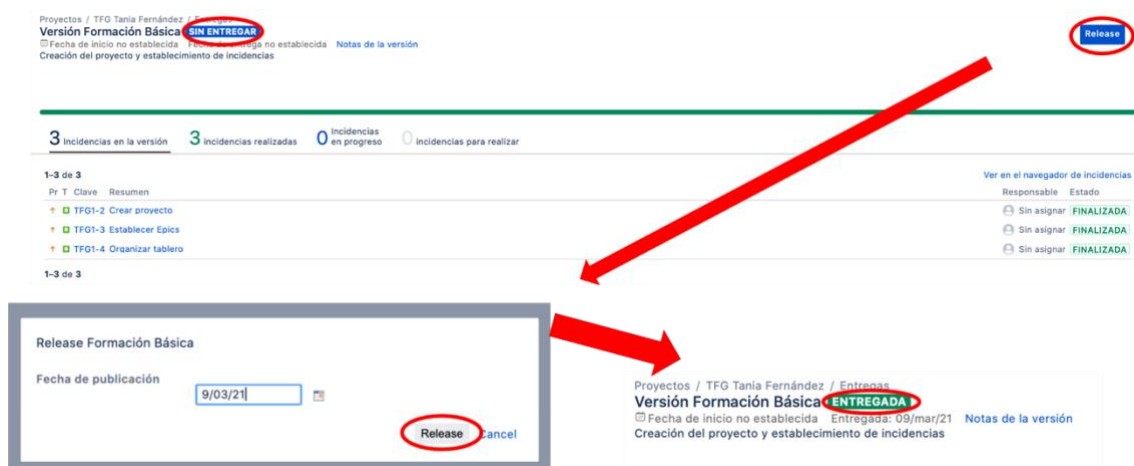 Proyectos / TFG Tania Fernández / Entregas
Versión Formación Básica SIN ENTREGAR
Release
Fecha de inicio no establecida Fecha de entrega no establecida Notas de la versión
Creación del proyecto y establecimiento de incidencias
3 Incidencias en la versión 3 incidencias realizadas 0 Incidencias en progreso 0 incidencias para realizar
1–3 de 3 Ver en el navegador de incidencias
Pr T Clave Resumen Responsable Estado
TFG1-2 Crear proyecto Sin asignar FINALIZADA
TFG1-3 Establecer Epics Sin asignar FINALIZADA
TFG1-4 Organizar tablero Sin asignar FINALIZADA
1–3 de 3
Release Formación Básica
Fecha de publicación 9/03/21
Release Cancel
Proyectos / TFG Tania Fernández / Entregas
Versión Formación Básica ENTREGADA
Fecha de inicio no establecida Entregada: 09/mar/21 Notas de la versión
Creación del proyecto y establecimiento de incidencias